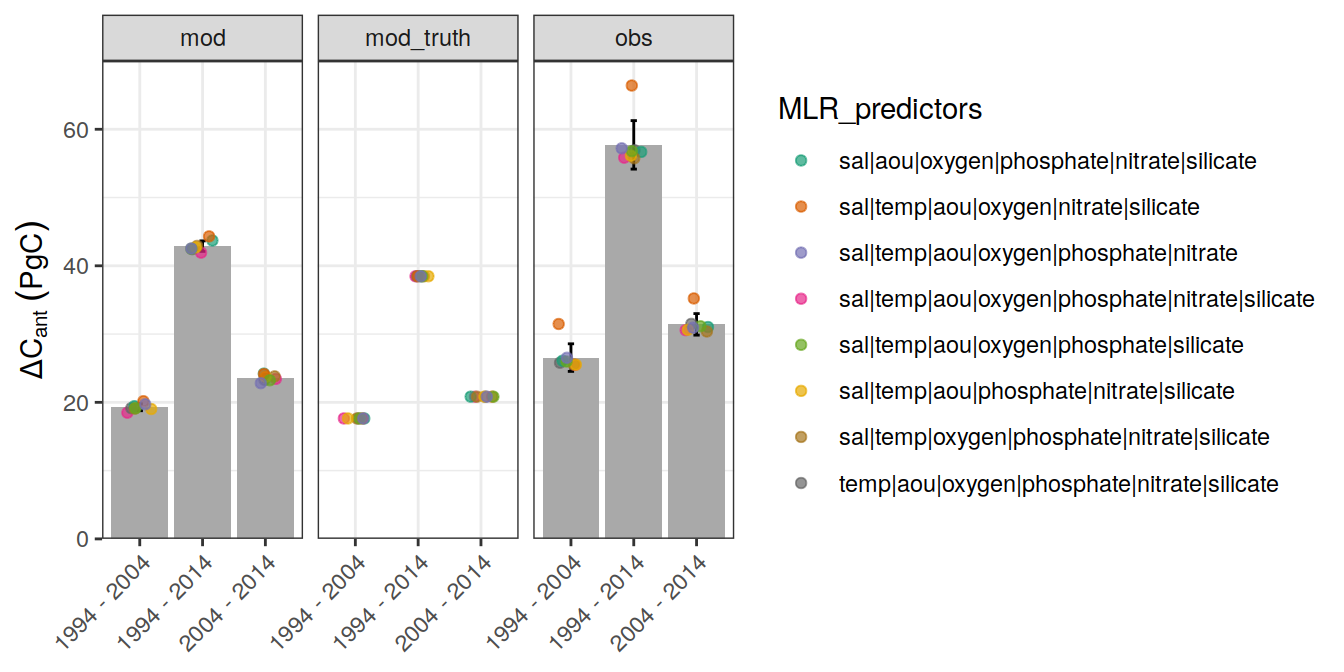 mod
mod_truth
obs
ΔCant (PgC)
60
40
20
0
1994 - 2004
1994 - 2014
2004 - 2014
1994 - 2004
1994 - 2014
2004 - 2014
1994 - 2004
1994 - 2014
2004 - 2014
MLR_predictors
sal|aou|oxygen|phosphate|nitrate|silicate
sal|temp|aou|oxygen|nitrate|silicate
sal|temp|aou|oxygen|phosphate|nitrate
sal|temp|aou|oxygen|phosphate|nitrate|silicate
sal|temp|aou|oxygen|phosphate|silicate
sal|temp|aou|phosphate|nitrate|silicate
sal|temp|oxygen|phosphate|nitrate|silicate
temp|aou|oxygen|phosphate|nitrate|silicate